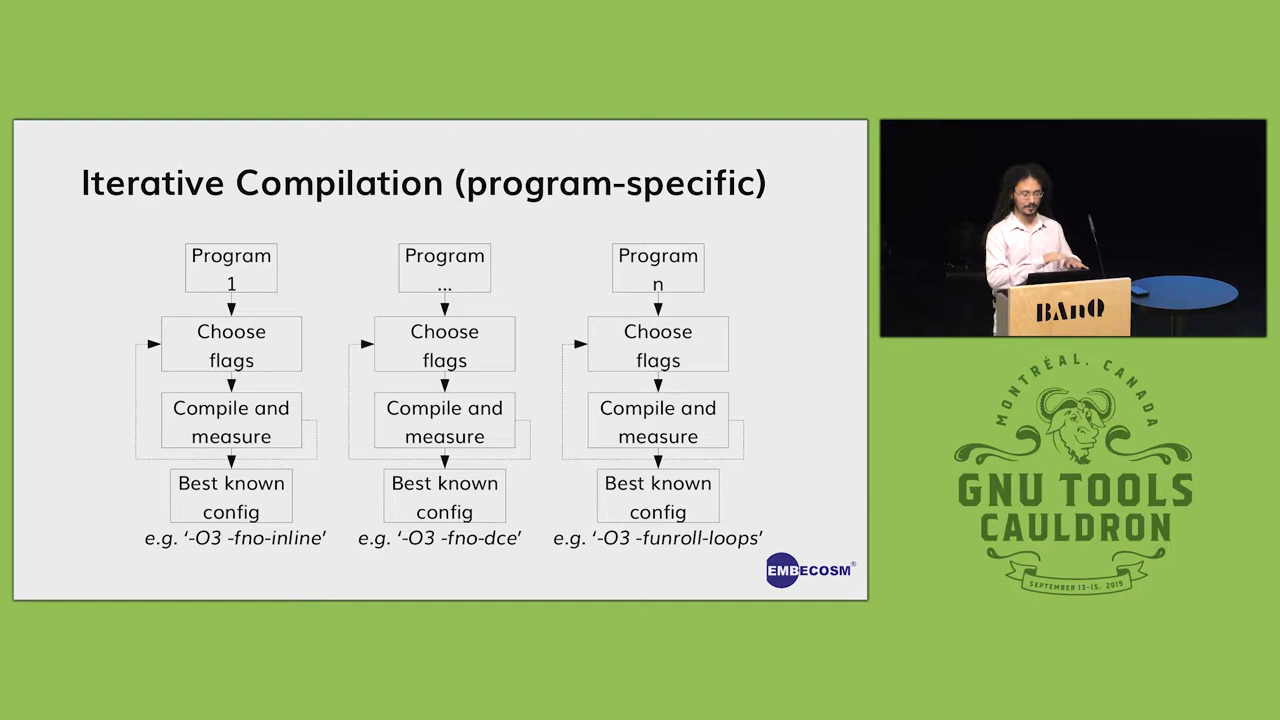 Iterative Compilation (program-specific)
Program
1
Program
...
Program
n
Choose
flags
Choose
flags
Choose
flags
Compile and
measure
Compile and
measure
Compile and
measure
Best known
config
Best known
config
Best known
config
e.g. ‘-O3 -fno-inline’
e.g. ‘-O3 -fno-dce’
e.g. ‘-O3 -funroll-loops’
EMBECOSM®
BAnQ
MONTRÉAL, CANADA
GNU TOOLS
CAULDRON
SEPTEMBER 13-15, 2019